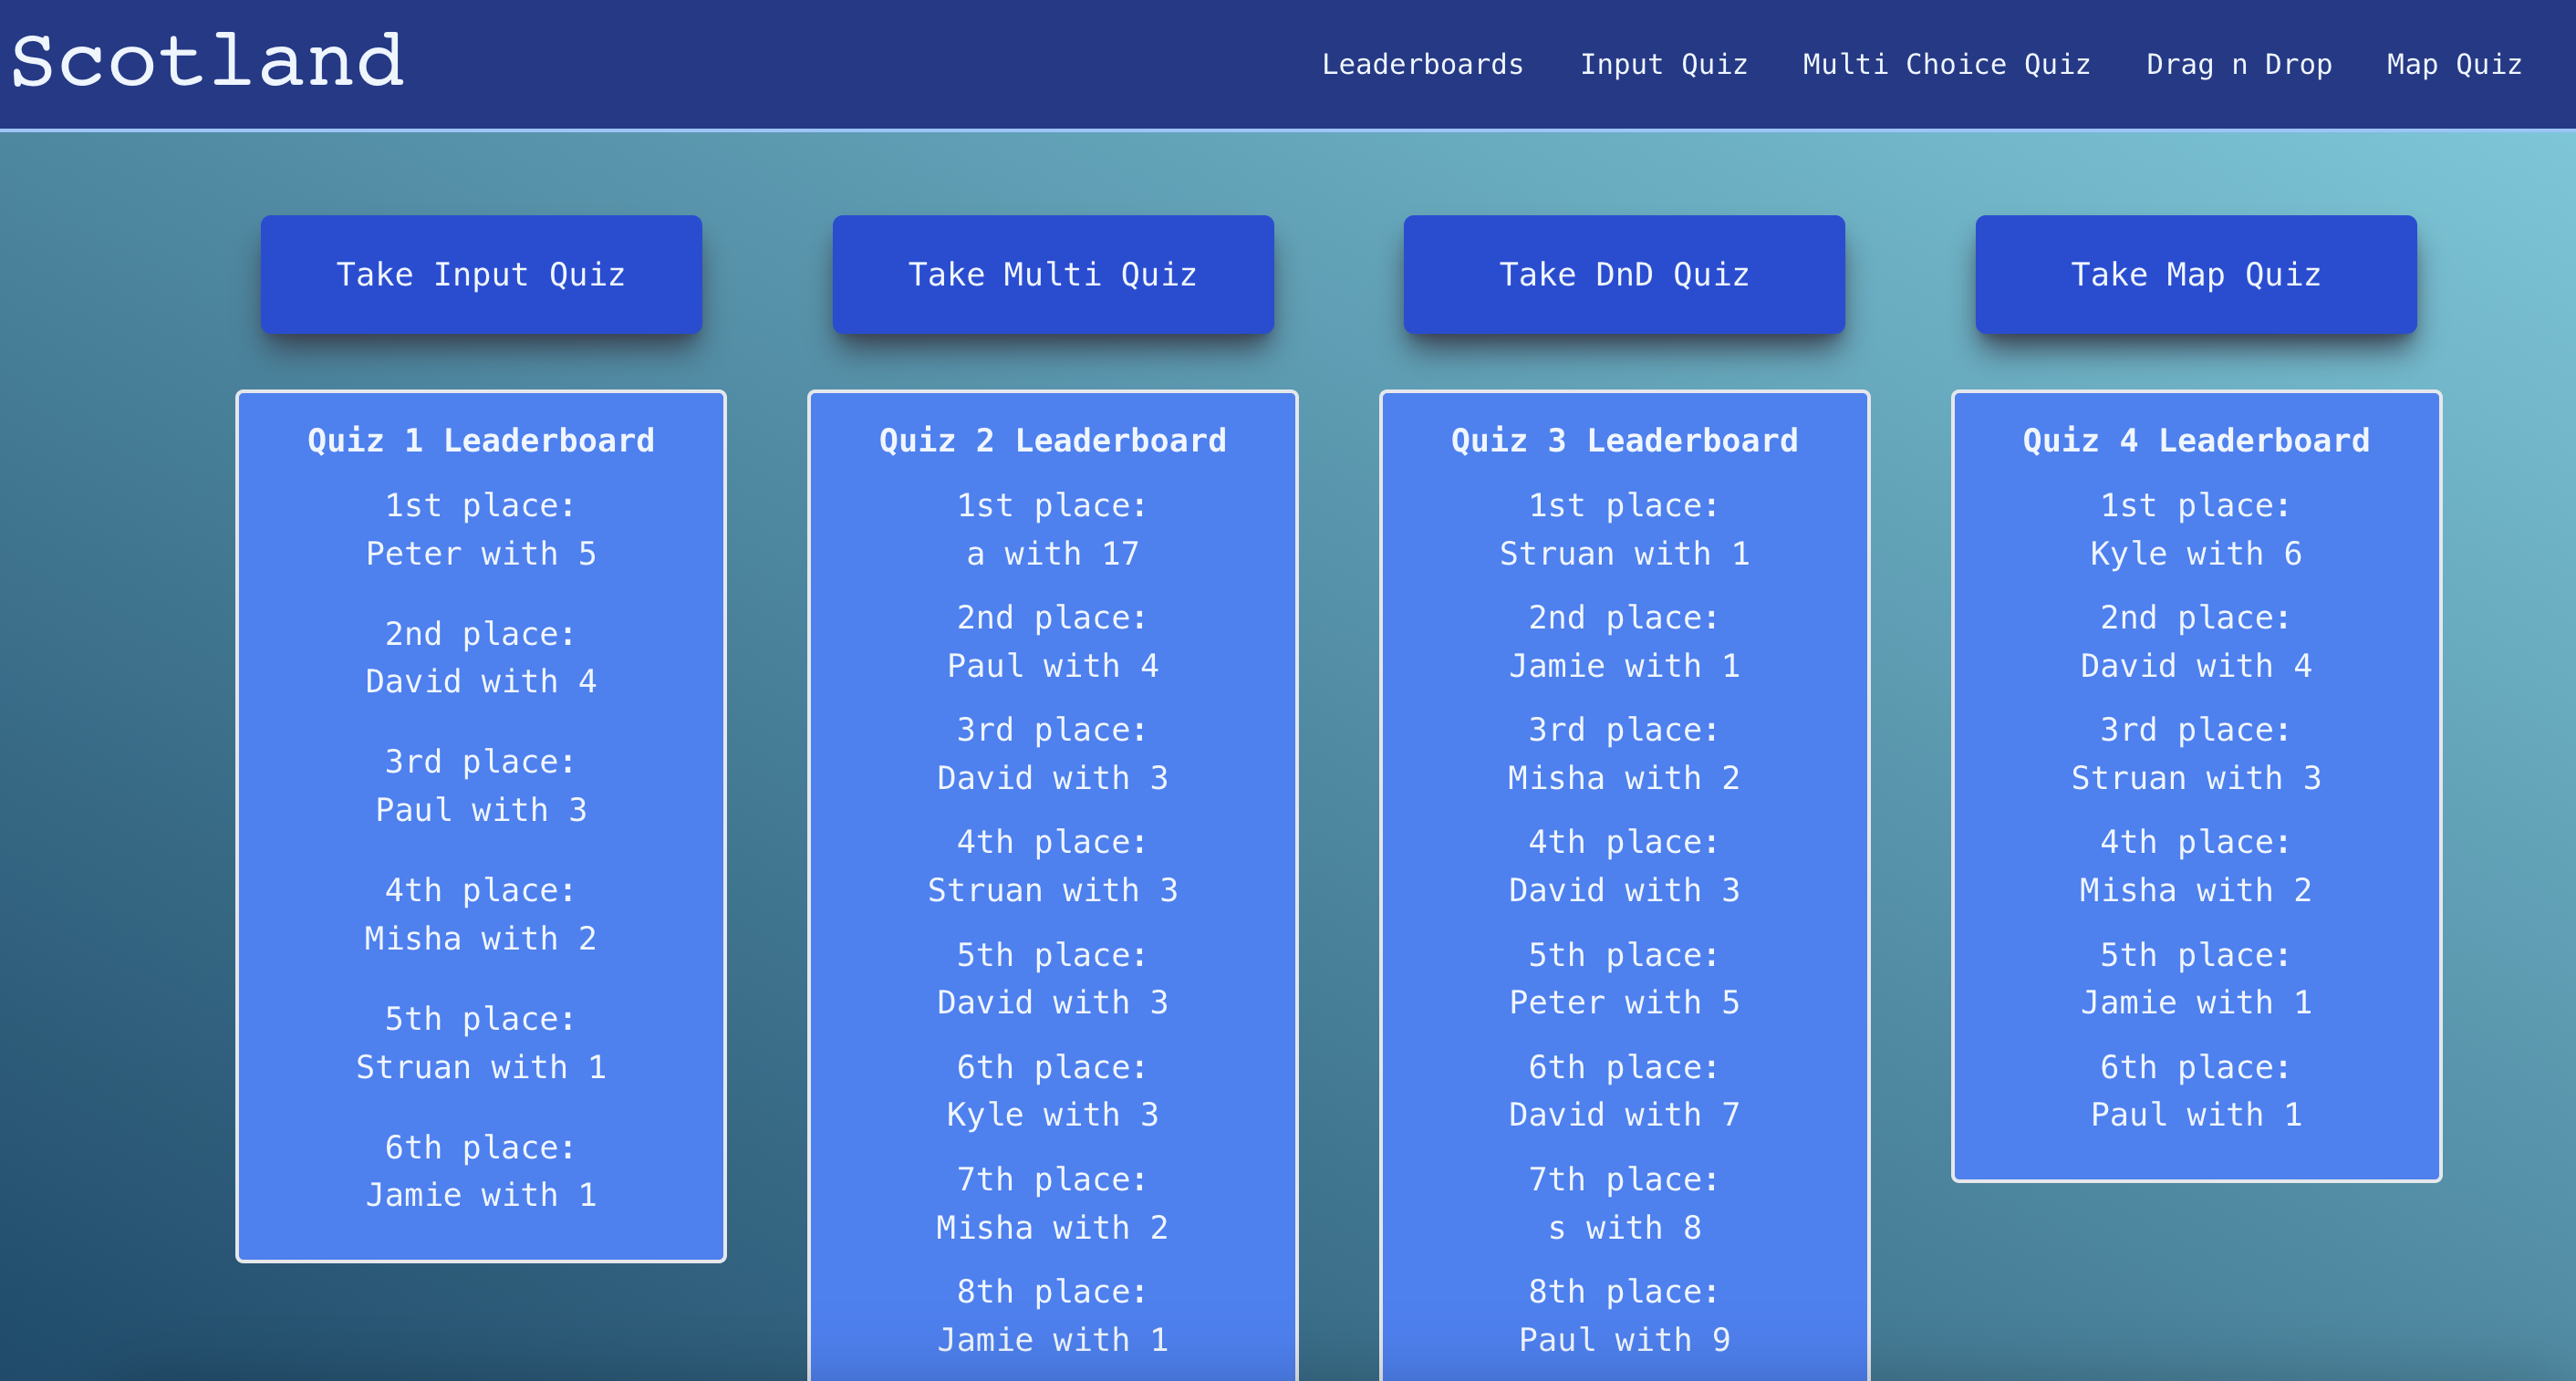 Scotland
Leaderboards Input Quiz Multi Choice Quiz Drag n Drop Map Quiz
Take Input Quiz
Quiz 1 Leaderboard
1st place:
Peter with 5
2nd place:
David with 4
3rd place:
Paul with 3
4th place:
Misha with 2
5th place:
Struan with 1
6th place:
Jamie with 1
Take Multi Quiz
Quiz 2 Leaderboard
1st place:
a with 17
2nd place:
Paul with 4
3rd place:
David with 3
4th place:
Struan with 3
5th place:
David with 3
6th place:
Kyle with 3
7th place:
Misha with 2
8th place:
Jamie with 1
Take DnD Quiz
Quiz 3 Leaderboard
1st place:
Struan with 1
2nd place:
Jamie with 1
3rd place:
Misha with 2
4th place:
David with 3
5th place:
Peter with 5
6th place:
David with 7
7th place:
s with 8
8th place:
Paul with 9
Take Map Quiz
Quiz 4 Leaderboard
1st place:
Kyle with 6
2nd place:
David with 4
3rd place:
Struan with 3
4th place:
Misha with 2
5th place:
Jamie with 1
6th place:
Paul with 1